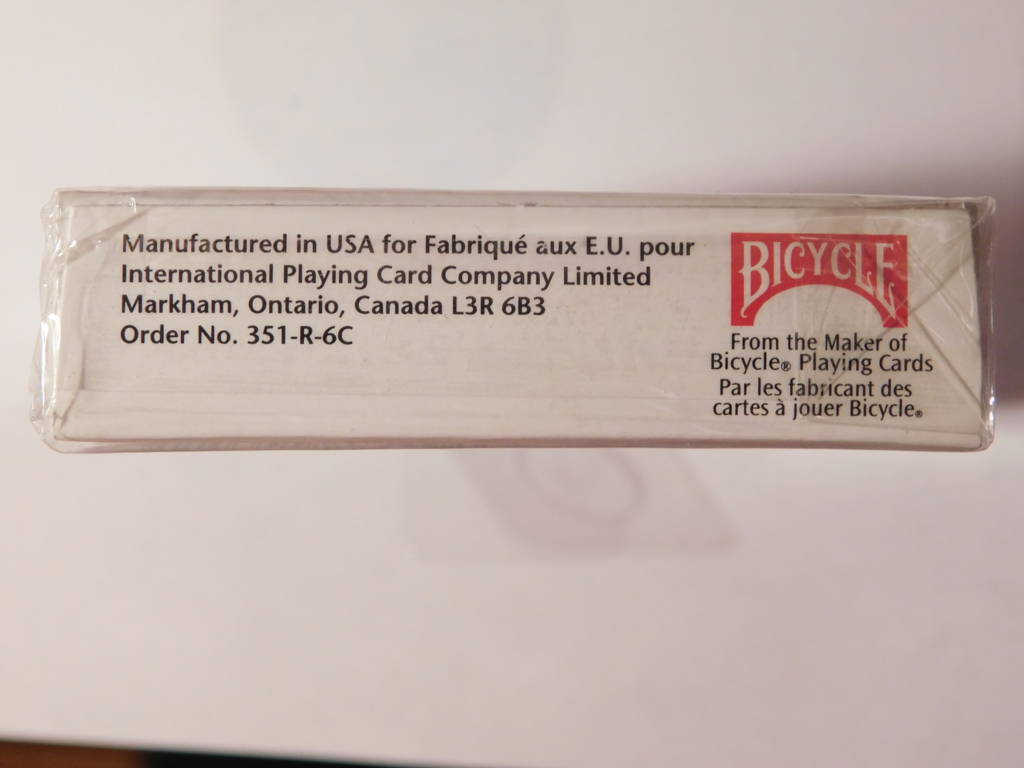 Manufactured in USA for Fabriqué aux E.U. pour
International Playing Card Company Limited
Markham, Ontario, Canada L3R 6B3
Order No. 351-R-6C
BICYCLE
From the Maker of
Bicycle® Playing Cards
Par les fabricant des
cartes à jouer Bicycle®